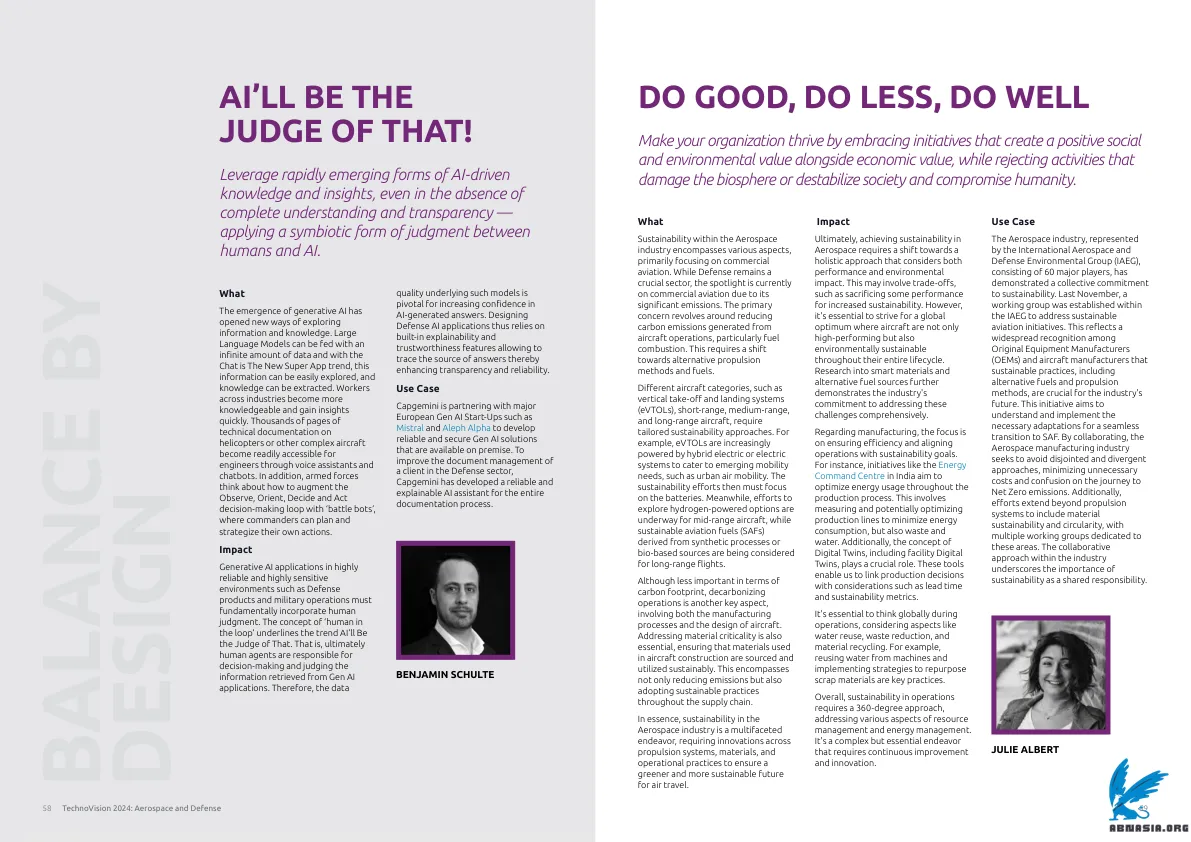 BALANCE BY
DESIGN
AI'LL BE THE
JUDGE OF THAT!
Leverage rapidly emerging forms of AI-driven
knowledge and insights, even in the absence of
complete understanding and transparency —
applying a symbiotic form of judgment between
humans and AI.
What
The emergence of generative AI has
opened new ways of exploring
information and knowledge. Large
Language Models can be fed with an
infinite amount of data and with the
Chat is The New Super App trend, this
information can be easily explored, and
knowledge can be extracted. Workers
across industries become more
knowledgeable and gain insights
quickly. Thousands of pages of
technical documentation on
helicopters or other complex aircraft
become readily accessible for
engineers through voice assistants and
chatbots. In addition, armed forces
think about how to augment the
Observe, Orient, Decide and Act
decision-making loop with 'battle bots',
where commanders can plan and
strategize their own actions.
Impact
Generative AI applications in highly
reliable and highly sensitive
environments such as Defense
products and military operations must
fundamentally incorporate human
judgment. The concept of 'human in
the loop' underlines the trend AI'll Be
the Judge of That. That is, ultimately
human agents are responsible for
decision-making and judging the
information retrieved from Gen AI
applications. Therefore, the data
quality underlying such models is
pivotal for increasing confidence in
AI-generated answers. Designing
Defense AI applications thus relies on
built-in explainability and
trustworthiness features allowing to
trace the source of answers thereby
enhancing transparency and reliability.
Use Case
Capgemini is partnering with major
European Gen AI Start-Ups such as
Mistral and Aleph Alpha to develop
reliable and secure Gen AI solutions
that are available on premise. To
improve the document management of
a client in the Defense sector,
Capgemini has developed a reliable and
explainable AI assistant for the entire
documentation process.
BENJAMIN SCHULTE
58 TechnoVision 2024: Aerospace and Defense
DO GOOD, DO LESS, DO WELL
Make your organization thrive by embracing initiatives that create a positive social
and environmental value alongside economic value, while rejecting activities that
damage the biosphere or destabilize society and compromise humanity.
What
Sustainability within the Aerospace
industry encompasses various aspects,
primarily focusing on commercial
aviation. While Defense remains a
crucial sector, the spotlight is currently
on commercial aviation due to its
significant emissions. The primary
concern revolves around reducing
carbon emissions generated from
aircraft operations, particularly fuel
combustion. This requires a shift
towards alternative propulsion
methods and fuels.
Different aircraft categories, such as
vertical take-off and landing systems
(eVTOLs), short-range, medium-range,
and long-range aircraft, require
tailored sustainability approaches. For
example, eVTOLs are increasingly
powered by hybrid electric or electric
systems to cater to emerging mobility
needs, such as urban air mobility. The
sustainability efforts then must focus
on the batteries. Meanwhile, efforts to
explore hydrogen-powered options are
underway for mid-range aircraft, while
sustainable aviation fuels (SAFs)
derived from synthetic processes or
bio-based sources are being considered
for long-range flights.
Although less important in terms of
carbon footprint, decarbonizing
operations is another key aspect,
involving both the manufacturing
processes and the design of aircraft.
Addressing material criticality is also
essential, ensuring that materials used
in aircraft construction are sourced and
utilized sustainably. This encompasses
not only reducing emissions but also
adopting sustainable practices
throughout the supply chain.
In essence, sustainability in the
Aerospace industry is a multifaceted
endeavor, requiring innovations across
propulsion systems, materials, and
operational practices to ensure a
greener and more sustainable future
for air travel.
Impact
Ultimately, achieving sustainability in
Aerospace requires a shift towards a
holistic approach that considers both
performance and environmental
impact. This may involve trade-offs,
such as sacrificing some performance
for increased sustainability. However,
it's essential to strive for a global
optimum where aircraft are not only
high-performing but also
environmentally sustainable
throughout their entire lifecycle.
Research into smart materials and
alternative fuel sources further
demonstrates the industry's
commitment to addressing these
challenges comprehensively.
Regarding manufacturing, the focus is
on ensuring efficiency and aligning
operations with sustainability goals.
For instance, initiatives like the Energy
Command Centre in India aim to
optimize energy usage throughout the
production process. This involves
measuring and potentially optimizing
production lines to minimize energy
consumption, but also waste and
water. Additionally, the concept of
Digital Twins, including facility Digital
Twins, plays a crucial role. These tools
enable us to link production decisions
with considerations such as lead time
and sustainability metrics.
It's essential to think globally during
operations, considering aspects like
water reuse, waste reduction, and
material recycling. For example,
reusing water from machines and
implementing strategies to repurpose
scrap materials are key practices.
Overall, sustainability in operations
requires a 360-degree approach,
addressing various aspects of resource
management and energy management.
It's a complex but essential endeavor
that requires continuous improvement
and innovation.
Use Case
The Aerospace industry, represented
by the International Aerospace and
Defense Environmental Group (IAEG),
consisting of 60 major players, has
demonstrated a collective commitment
to sustainability. Last November, a
working group was established within
the IAEG to address sustainable
aviation initiatives. This reflects a
widespread recognition among
Original Equipment Manufacturers
(OEMs) and aircraft manufacturers that
sustainable practices, including
alternative fuels and propulsion
methods, are crucial for the industry's
future. This initiative aims to
understand and implement the
necessary adaptations for a seamless
transition to SAF. By collaborating, the
Aerospace manufacturing industry
seeks to avoid disjointed and divergent
approaches, minimizing unnecessary
costs and confusion on the journey to
Net Zero emissions. Additionally,
efforts extend beyond propulsion
systems to include material
sustainability and circularity, with
multiple working groups dedicated to
these areas. The collaborative
approach within the industry
underscores the importance of
sustainability as a shared responsibility.
JULIE ALBERT
ABNASIA.ORG